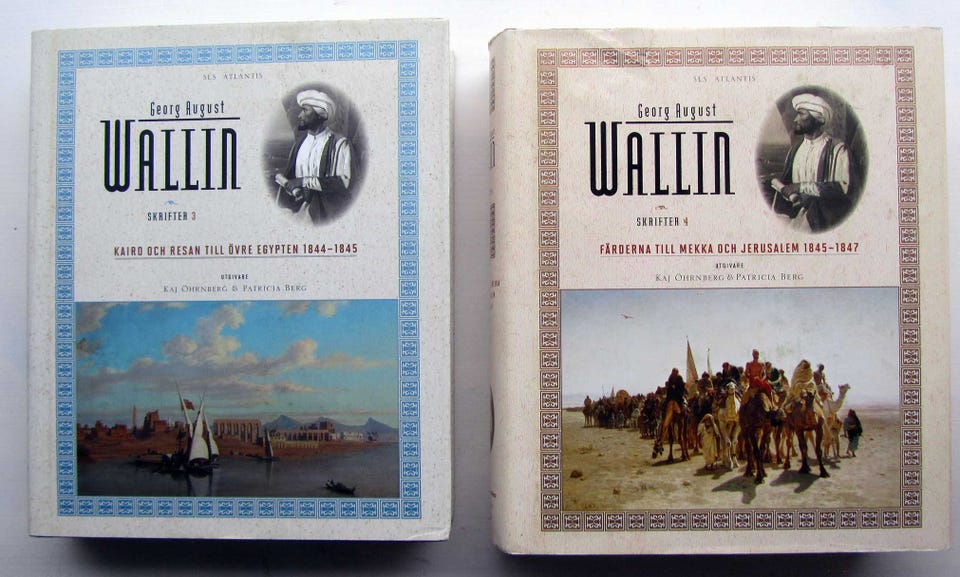 SLS ATLANTIS
Georg August
WALLIN
SKRIFTER 3
KAIRO OCH RESAN TILL ÖVRE EGYPTEN 1844–1845
UTGIVARE
KAJ ÖHRNBERG & PATRICIA BERG
SLS ATLANTIS
Georg August
WALLIN
SKRIFTER 4
FÄRDERNA TILL MEKKA OCH JERUSALEM 1845–1847
UTGIVARE
KAJ ÖHRNBERG & PATRICIA BERG